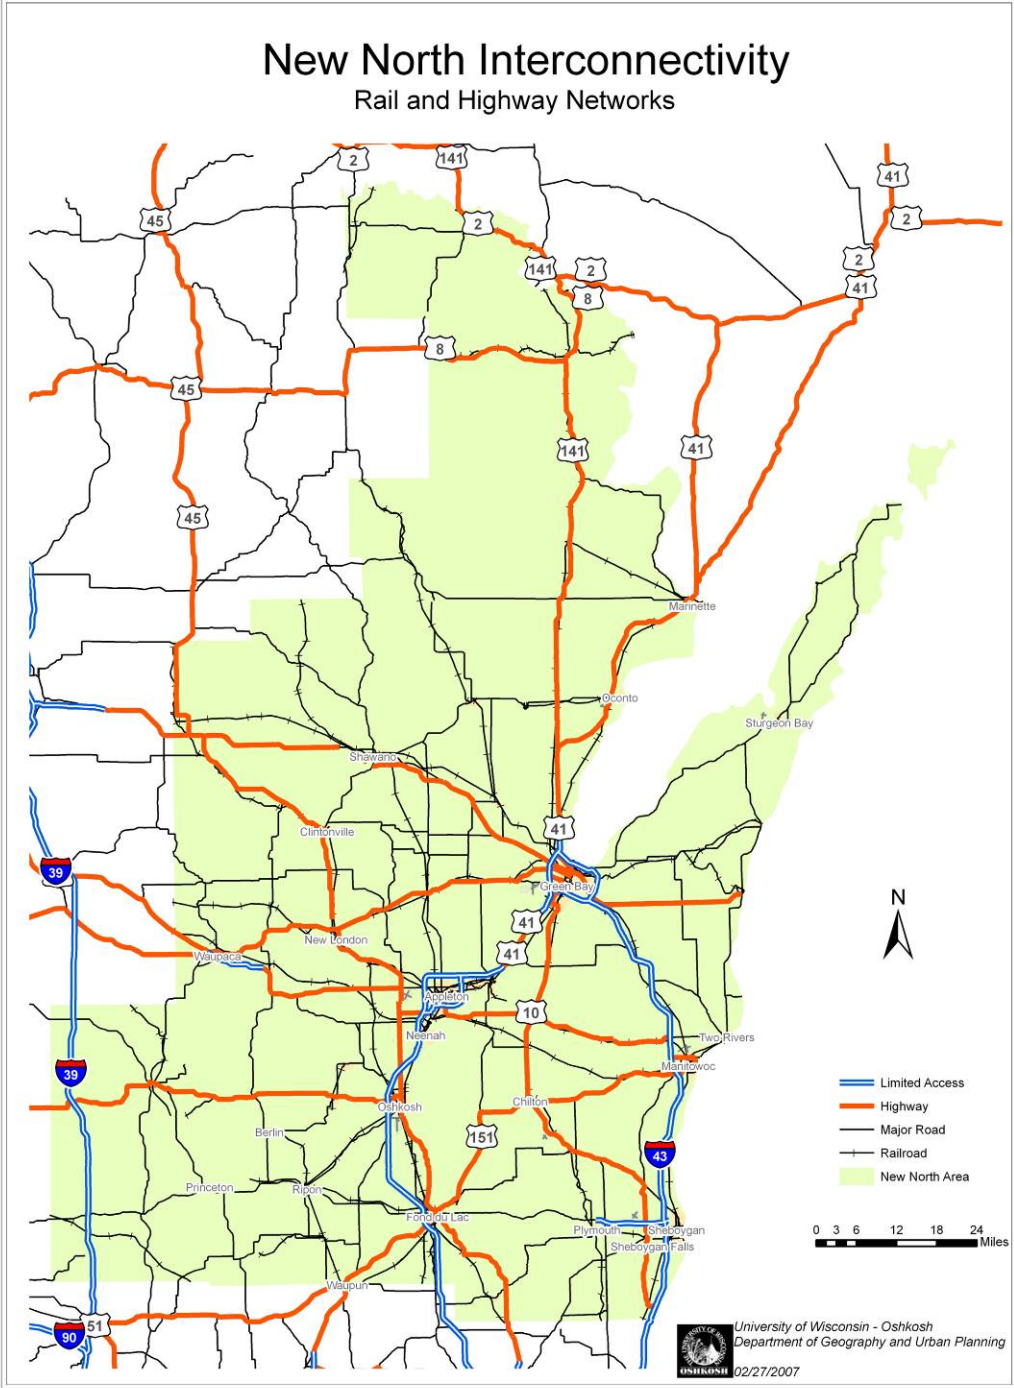 New North Interconnectivity
Rail and Highway Networks
2
141
41
45
2
2
2
141
2
41
8
8
45
141
41
45
Marinette
Oconto
Sturgeon Bay
Shawano
41
Clintonville
39
Green Bay
N
41
New London
41
Waupaca
Appleton
10
Neenah
Two Rivers
Manitowoc
39
Limited Access
Chilton
Oshkosh
Highway
Berlin
151
Major Road
43
Railroad
New North Area
Princeton
Ripon
Fond du Lac
Plymouth
Sheboygan
0 3 6 12 18 24
Miles
Sheboygan Falls
Waupun
51
90
University of Wisconsin - Oshkosh
Department of Geography and Urban Planning
OSHKOSH
02/27/2007